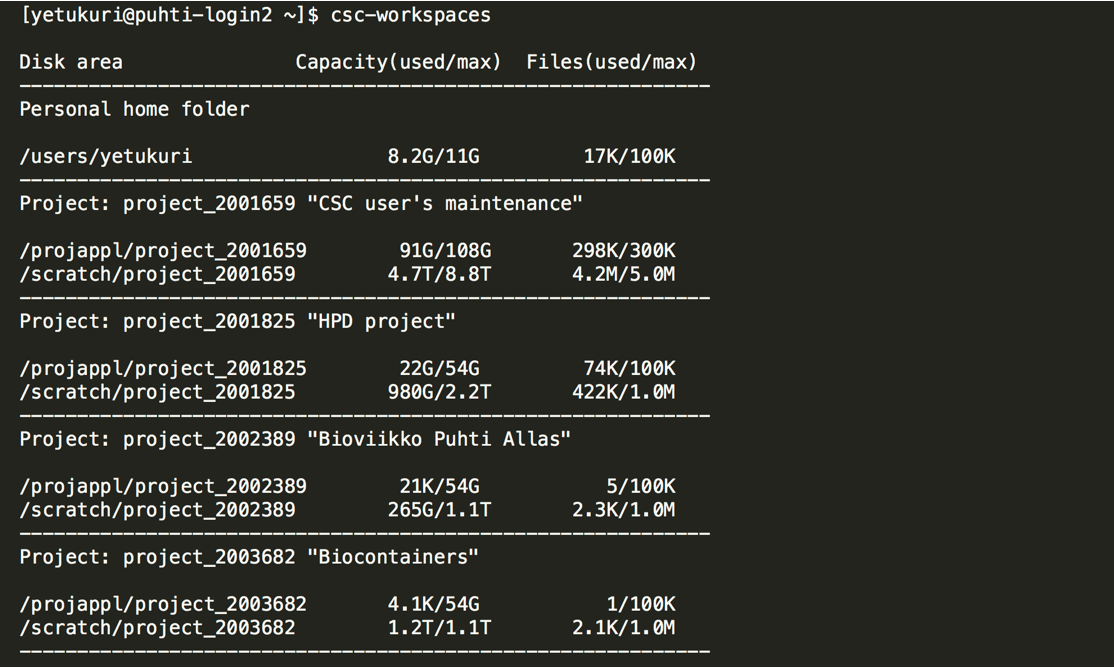 [yetukuri@puhti-login2 ~]$ csc-workspaces
Disk area Capacity(used/max) Files(used/max)
------------------------------------------------------------
Personal home folder
/users/yetukuri 8.2G/11G 17K/100K
------------------------------------------------------------
Project: project_2001659 "CSC user's maintenance"
/projappl/project_2001659 91G/108G 298K/300K
/scratch/project_2001659 4.7T/8.8T 4.2M/5.0M
------------------------------------------------------------
Project: project_2001825 "HPD project"
/projappl/project_2001825 22G/54G 74K/100K
/scratch/project_2001825 980G/2.2T 422K/1.0M
------------------------------------------------------------
Project: project_2002389 "Bioviikko Puhti Allas"
/projappl/project_2002389 21K/54G 5/100K
/scratch/project_2002389 265G/1.1T 2.3K/1.0M
------------------------------------------------------------
Project: project_2003682 "Biocontainers"
/projappl/project_2003682 4.1K/54G 1/100K
/scratch/project_2003682 1.2T/1.1T 2.1K/1.0M
------------------------------------------------------------